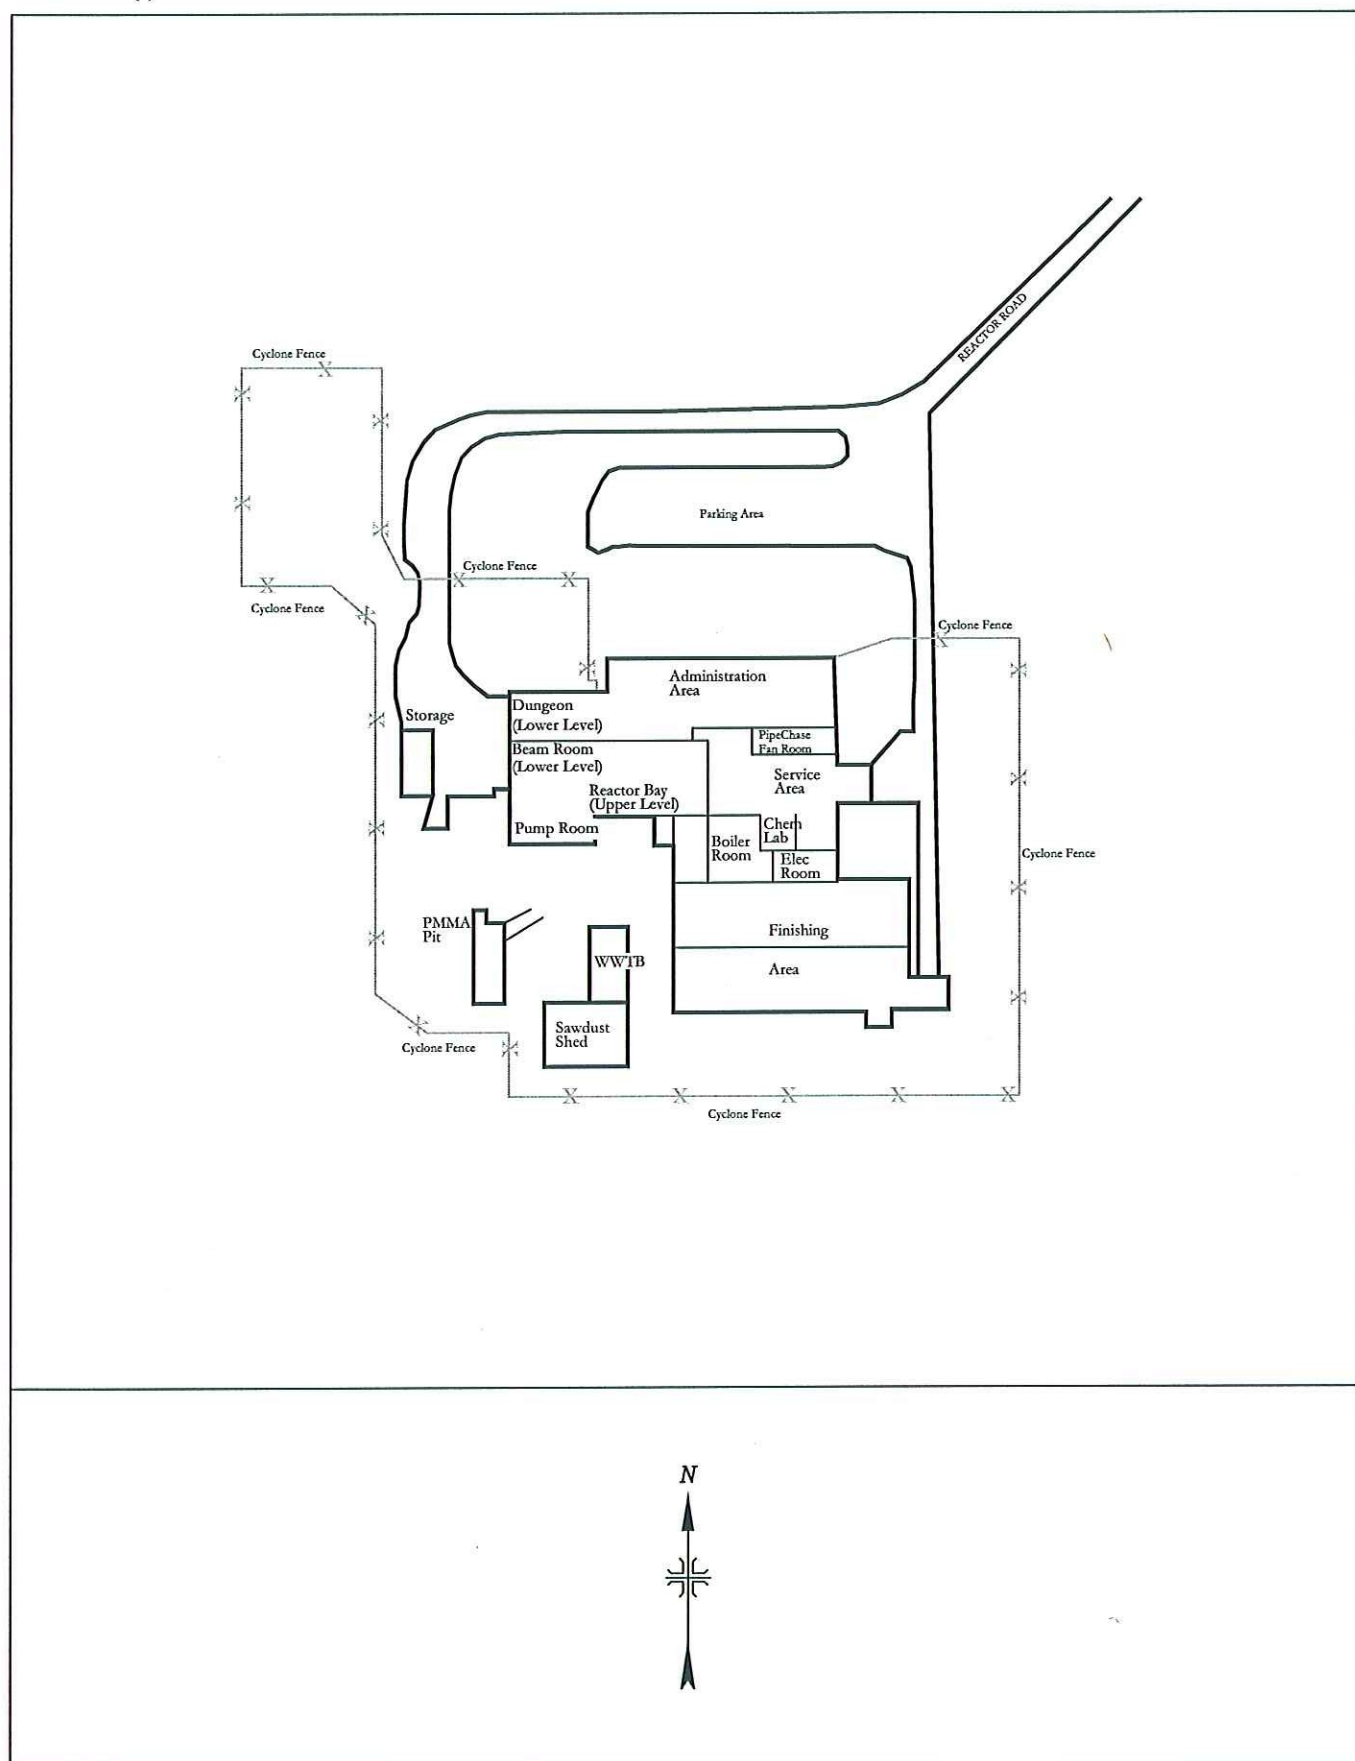 REACTOR ROAD
Cyclone Fence
Parking Area
Cyclone Fence
Cyclone Fence
Cyclone Fence
Administration
Area
Storage
Dungeon
(Lower Level)
PipeChase
Fan Room
Beam Room
(Lower Level)
Service
Area
Reactor Bay
(Upper Level)
Pump Room
Chem
Lab
Boiler
Room
Elec
Room
Cyclone Fence
PMMA
Pit
Finishing
WWTB
Area
Sawdust
Shed
Cyclone Fence
Cyclone Fence
N